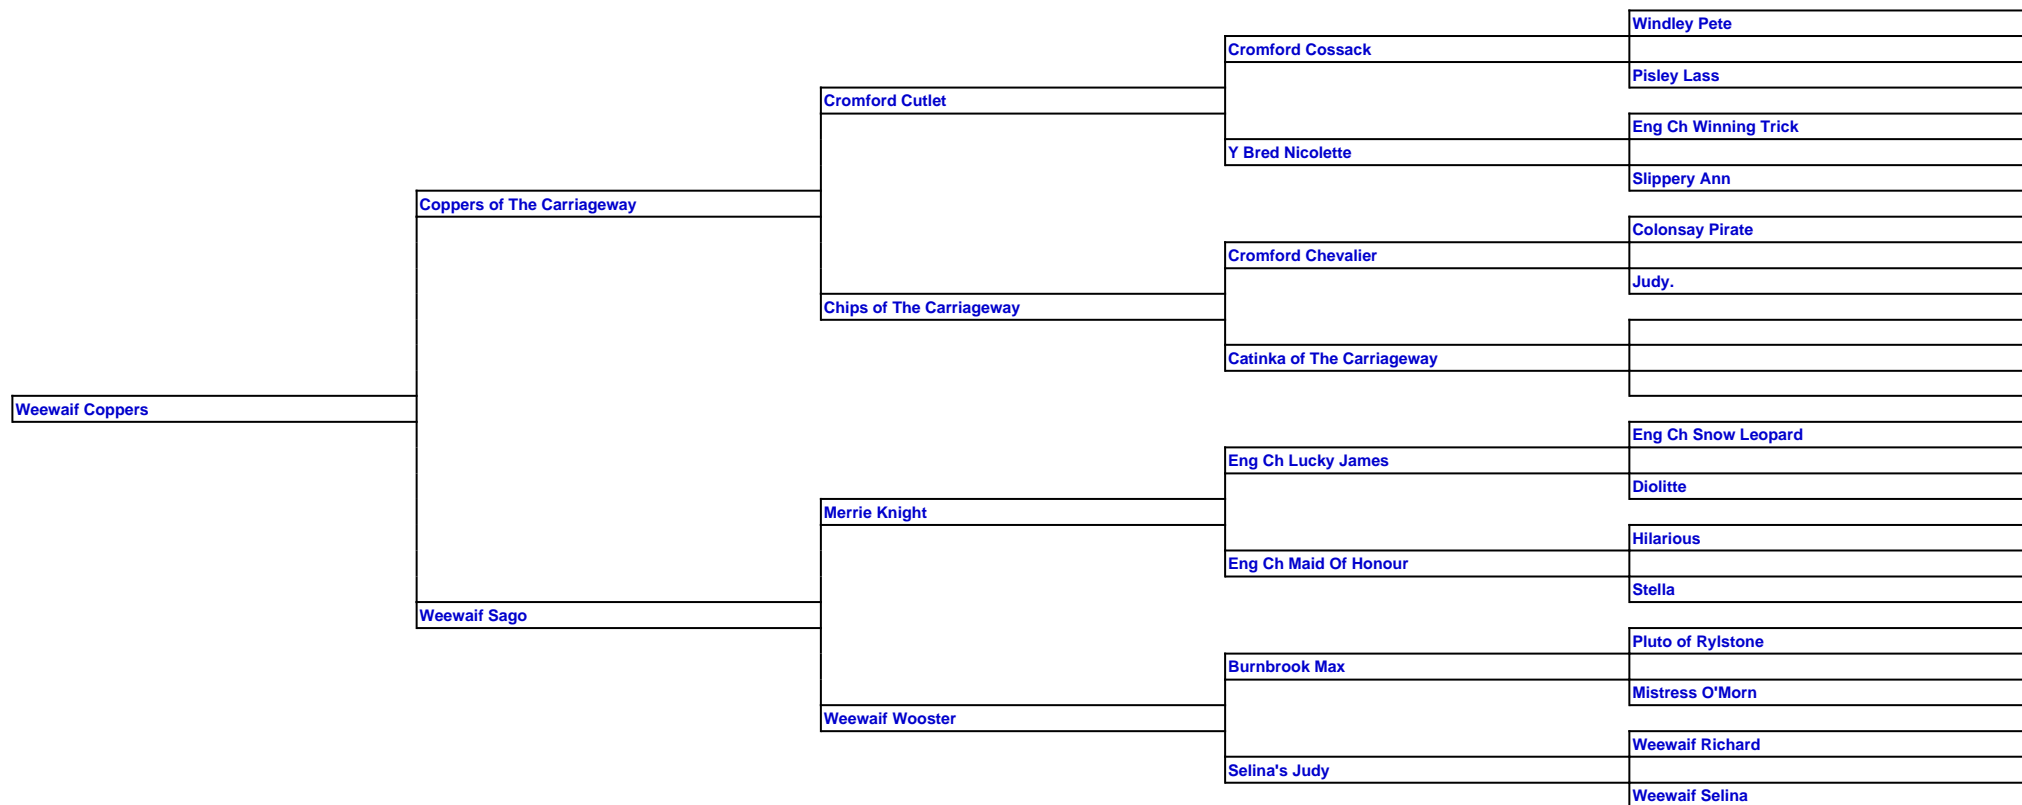 Windley Pete
Cromford Cossack
Pisley Lass
Cromford Cutlet
Eng Ch Winning Trick
Y Bred Nicolette
Slippery Ann
Coppers of The Carriageway
Colonsay Pirate
Cromford Chevalier
Judy.
Chips of The Carriageway
Catinka of The Carriageway
Weewaif Coppers
Eng Ch Snow Leopard
Eng Ch Lucky James
Diolitte
Merrie Knight
Hilarious
Eng Ch Maid Of Honour
Stella
Weewaif Sago
Pluto of Rylstone
Burnbrook Max
Mistress O'Morn
Weewaif Wooster
Weewaif Richard
Selina's Judy
Weewaif Selina